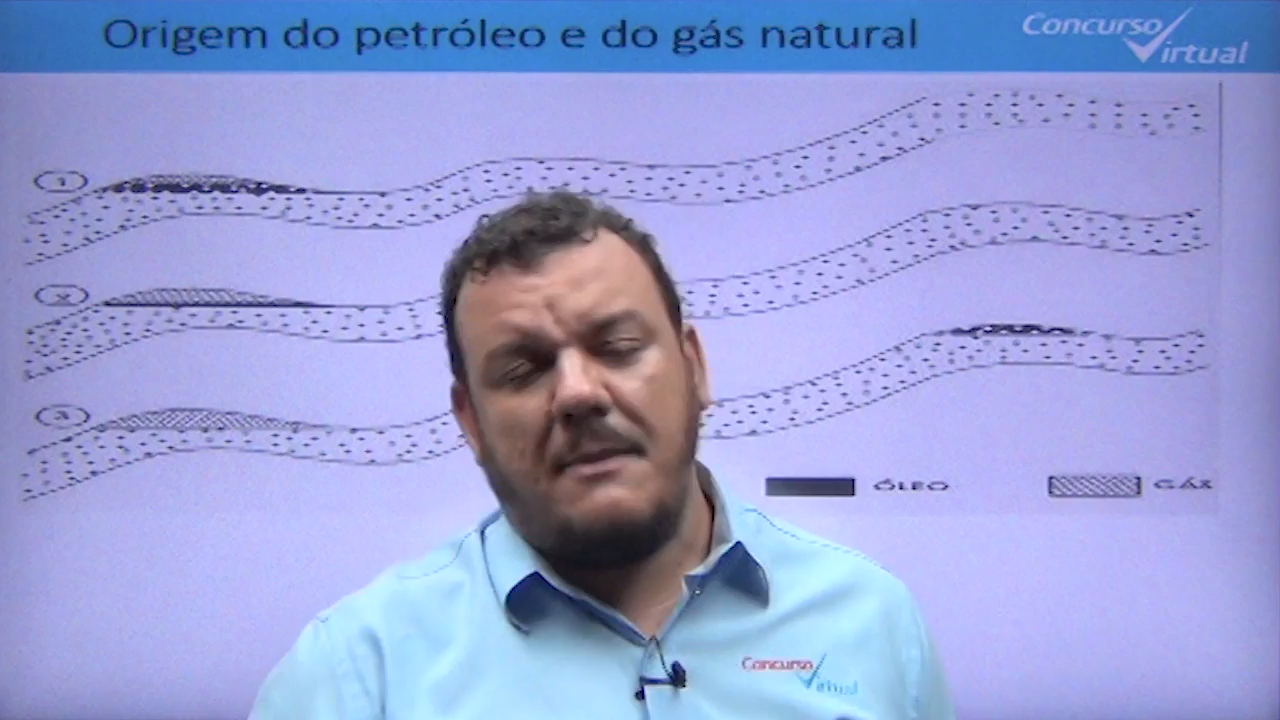 Origem do petróleo e do gás natural
Concurso
Virtual
1
2
3
ÓLEO
GÁS
Concurso
Virtual